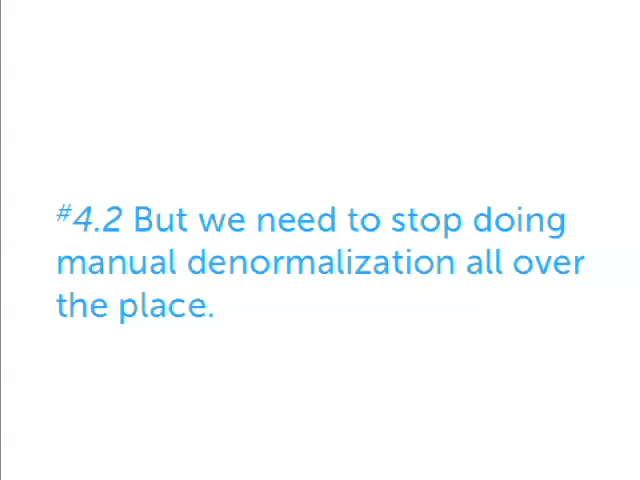 #4.2 But we need to stop doing
manual denormalization all over
the place.